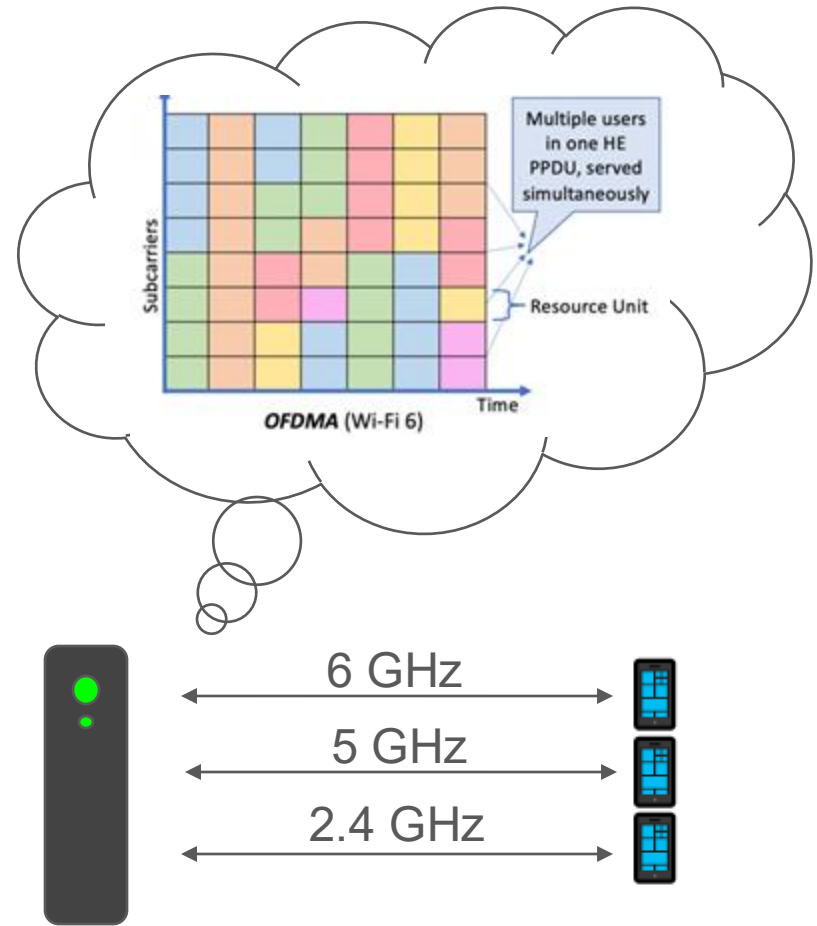 Multiple users
in one HE
PPDU, served
simultaneously
Subcarriers
Resource Unit
Time
OFDMA (Wi-Fi 6)
6 GHz
5 GHz
2.4 GHz